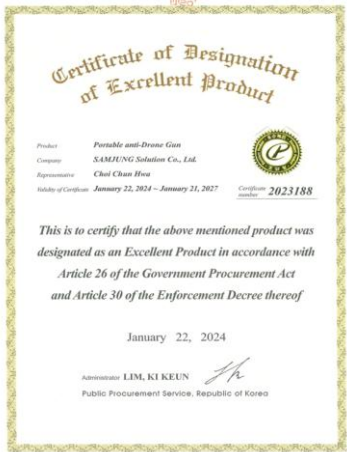 Certificate of Designation
of Excellent Product
Product Portable anti-Drone Gun
Company SAMJUNG Solution Co., Ltd.
Representative Choi Chun Hwa
Validity of Certificate January 22, 2024 ~ January 21, 2027
Certificate number 2023188
This is to certify that the above mentioned product was
designated as an Excellent Product in accordance with
Article 26 of the Government Procurement Act
and Article 30 of the Enforcement Decree thereof
January 22, 2024
Administrator LIM, KI KEUN
Public Procurement Service, Republic of Korea